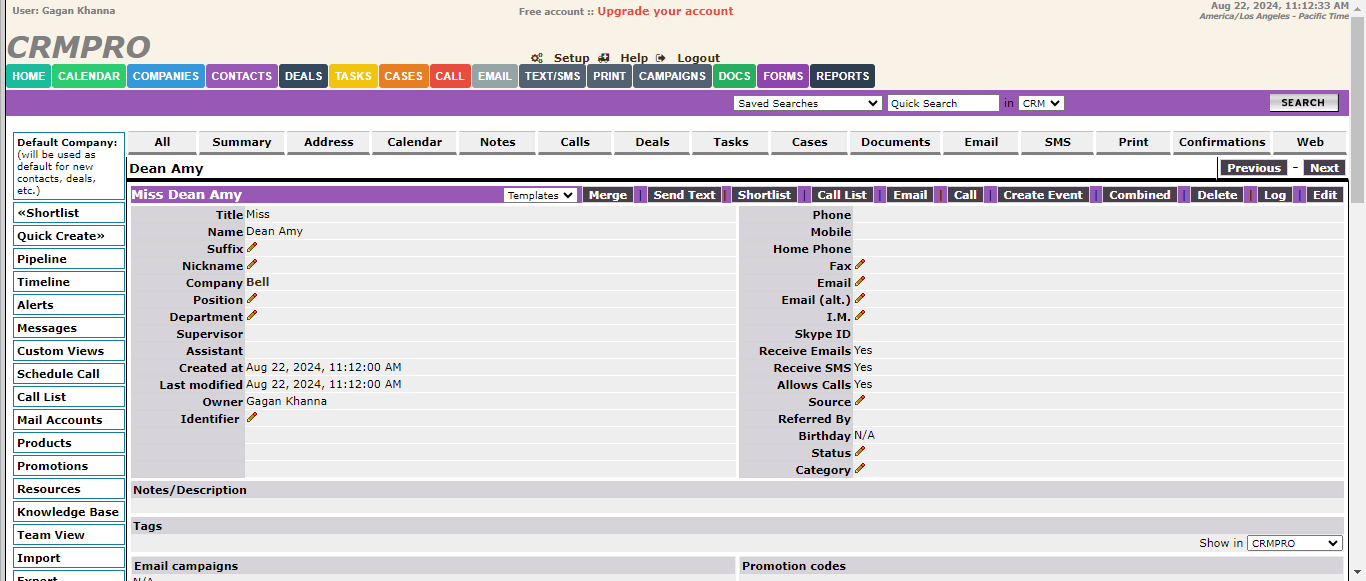 User: Gagan Khanna
Free account :: Upgrade your account
Aug 22, 2024, 11:12:33 AM
America/Los Angeles - Pacific Time
CRMPRO
Setup Help Logout
HOME CALENDAR COMPANIES CONTACTS DEALS TASKS CASES CALL EMAIL TEXT/SMS PRINT CAMPAIGNS DOCS FORMS REPORTS
Saved Searches Quick Search in CRM SEARCH
Default Company:
(will be used as
default for new
contacts, deals,
etc.)
«Shortlist
Quick Create»
Pipeline
Timeline
Alerts
Messages
Custom Views
Schedule Call
Call List
Mail Accounts
Products
Promotions
Resources
Knowledge Base
Team View
Import
Export
All Summary Address Calendar Notes Calls Deals Tasks Cases Documents Email SMS Print Confirmations Web
Dean Amy
Previous - Next
Miss Dean Amy
Templates Merge | Send Text | Shortlist | Call List | Email | Call | Create Event | Combined | Delete | Log | Edit
Title Miss
Name Dean Amy
Suffix
Nickname
Company Bell
Position
Department
Supervisor
Assistant
Created at Aug 22, 2024, 11:12:00 AM
Last modified Aug 22, 2024, 11:12:00 AM
Owner Gagan Khanna
Identifier
Phone
Mobile
Home Phone
Fax
Email
Email (alt.)
I.M.
Skype ID
Receive Emails Yes
Receive SMS Yes
Allows Calls Yes
Source
Referred By
Birthday N/A
Status
Category
Notes/Description
Tags
Show in CRMPRO
Email campaigns
N/A
Promotion codes